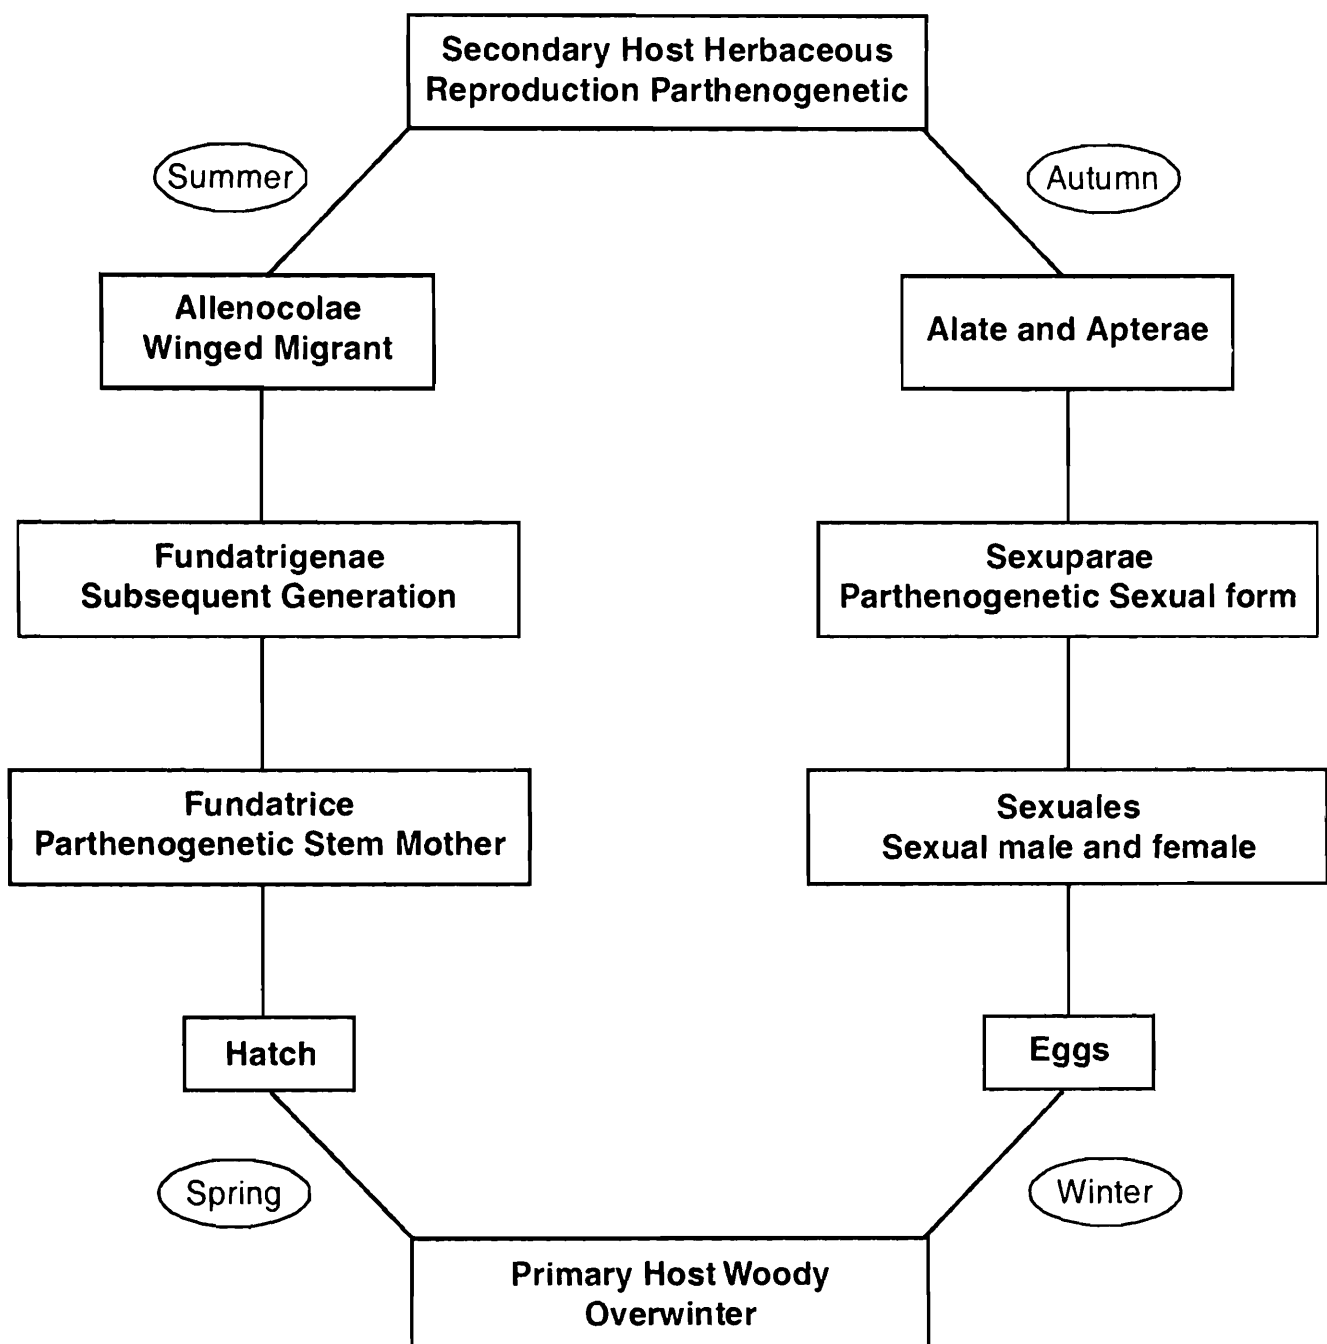 Secondary Host Herbaceous
Reproduction Parthenogenetic
Summer
Autumn
Allenocolae
Winged Migrant
Alate and Apterae
Fundatrigenae
Subsequent Generation
Sexuparae
Parthenogenetic Sexual form
Fundatrice
Parthenogenetic Stem Mother
Sexuales
Sexual male and female
Hatch
Eggs
Spring
Winter
Primary Host Woody
Overwinter